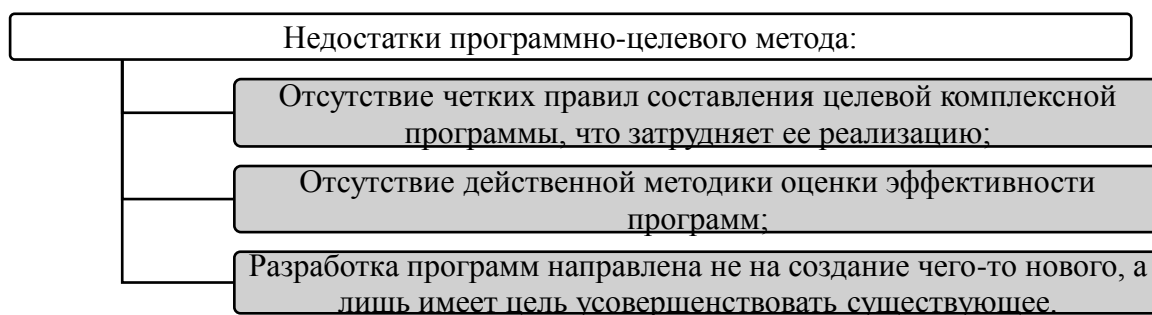 Недостатки программно-целевого метода:
Отсутствие четких правил составления целевой комплексной
программы, что затрудняет ее реализацию;
Отсутствие действенной методики оценки эффективности
программ;
Разработка программ направлена не на создание чего-то нового, а
лишь имеет цель усовершенствовать существующее.